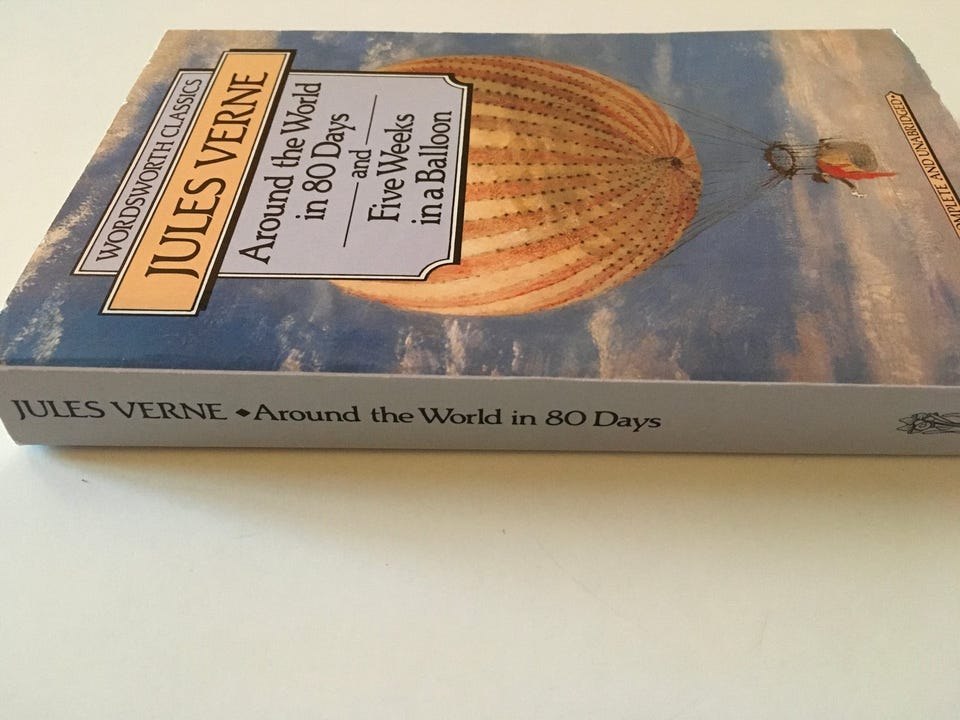 WORDSWORTH CLASSICS
JULES VERNE
Around the World
in 80 Days
and
Five Weeks
in a Balloon
AND UNABRIDGED
JULES VERNE ◆ Around the World in 80 Days